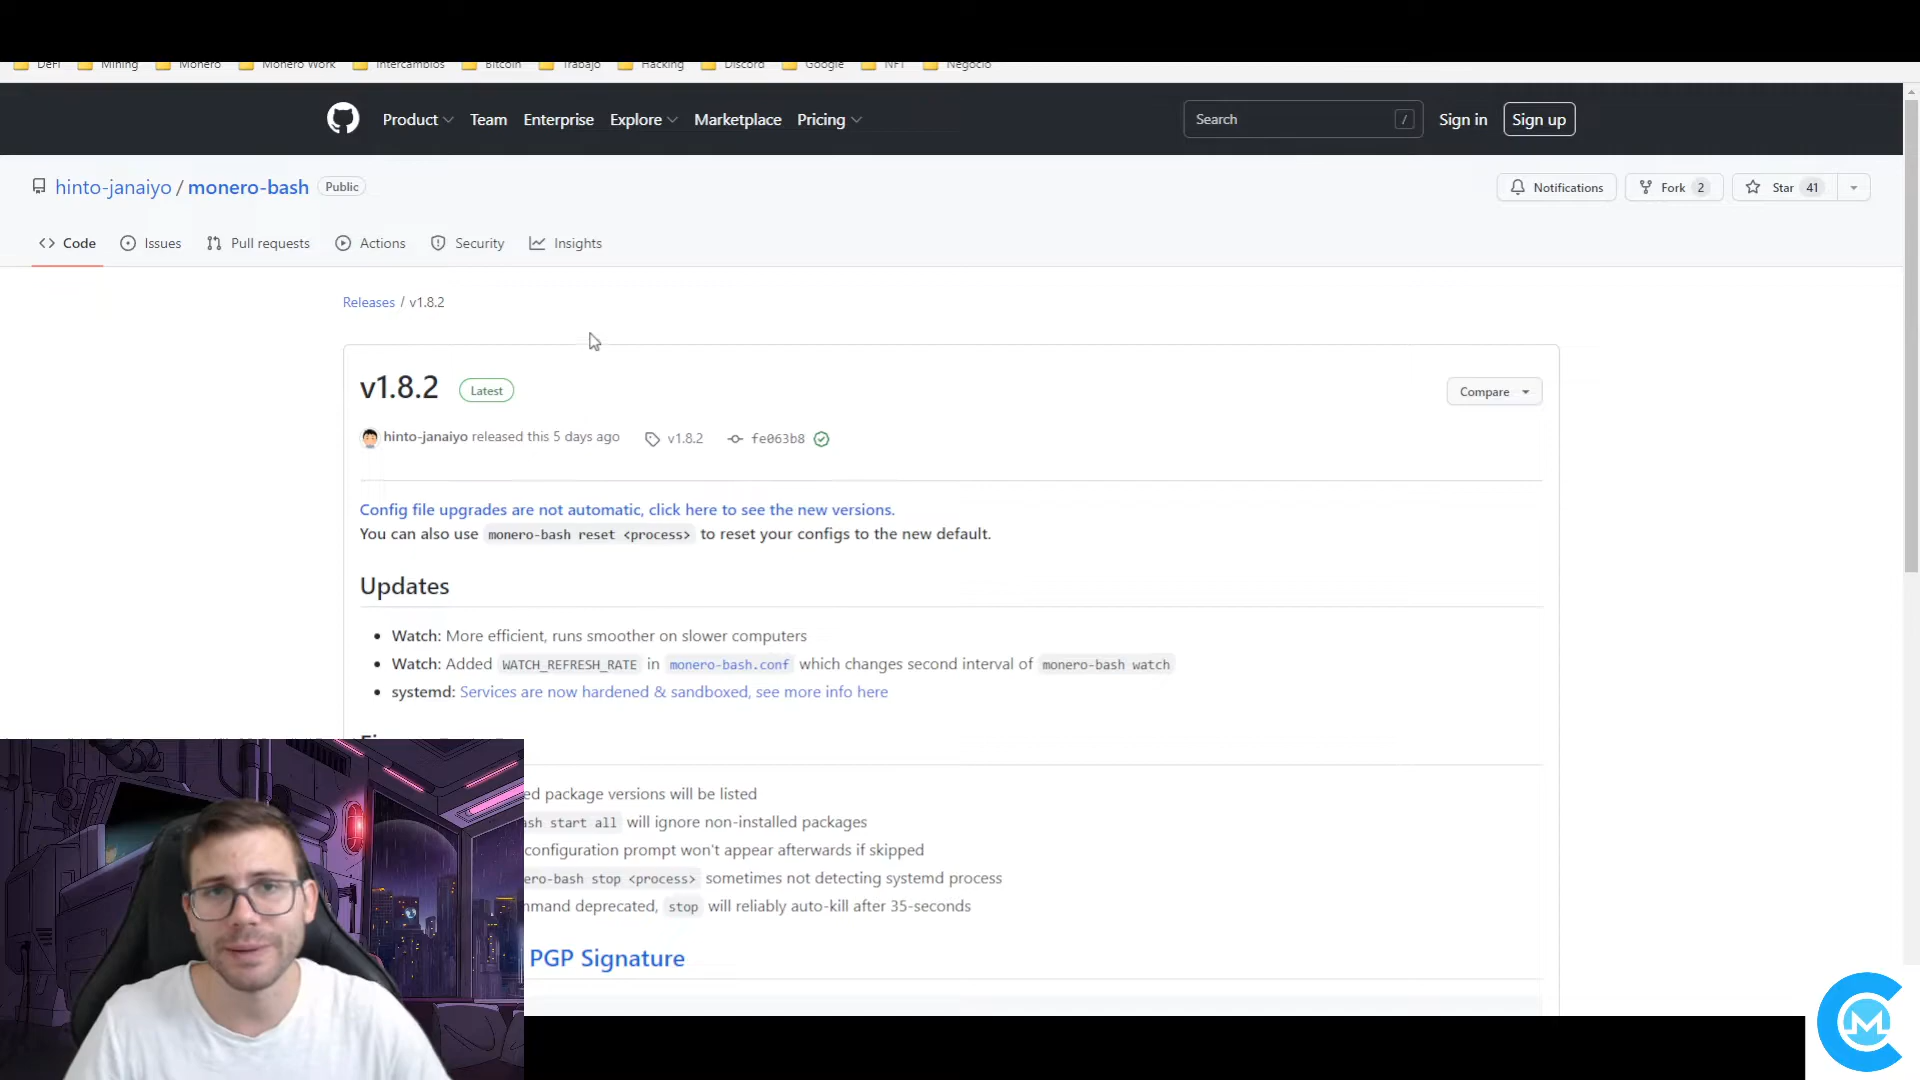 DeFi Mining Monero Monero Work Intercambios Bitcoin Trabajo Hacking Discord Google NFT Negocio
Product Team Enterprise Explore Marketplace Pricing Search / Sign in Sign up
hinto-janaiyo / monero-bash Public Notifications Fork 2 Star 41
Code Issues Pull requests Actions Security Insights
Releases / v1.8.2
v1.8.2 Latest Compare
hinto-janaiyo released this 5 days ago v1.8.2 fe063b8
Config file upgrades are not automatic, click here to see the new versions.
You can also use monero-bash reset <process> to reset your configs to the new default.
Updates
Watch: More efficient, runs smoother on slower computers
Watch: Added WATCH_REFRESH_RATE in monero-bash.conf which changes second interval of monero-bash watch
systemd: Services are now hardened & sandboxed, see more info here
ed package versions will be listed
ash start all will ignore non-installed packages
configuration prompt won't appear afterwards if skipped
ero-bash stop <process> sometimes not detecting systemd process
mmand deprecated, stop will reliably auto-kill after 35-seconds
PGP Signature